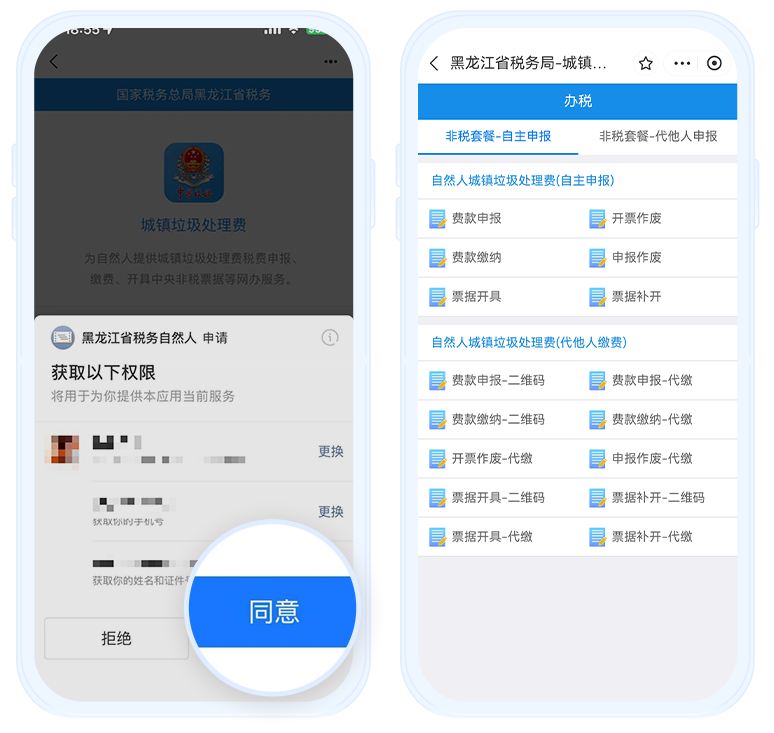 18:55
国家税务总局黑龙江省税务
城镇垃圾处理费
为自然人提供城镇垃圾处理费税费申报、
缴费、开具中央非税票据等网办服务。
黑龙江省税务自然人 申请
获取以下权限
将用于为你提供本应用当前服务
更换
更换
获取你的手机号
获取你的姓名和证件
拒绝
同意
黑龙江省税务局-城镇...
办税
非税套餐-自主申报
非税套餐-代他人申报
自然人城镇垃圾处理费(自主申报)
费款申报
开票作废
费款缴纳
申报作废
票据开具
票据补开
自然人城镇垃圾处理费(代他人缴费)
费款申报-二维码
费款申报-代缴
费款缴纳-二维码
费款缴纳-代缴
开票作废-代缴
申报作废-代缴
票据开具-二维码
票据补开-二维码
票据开具-代缴
票据补开-代缴